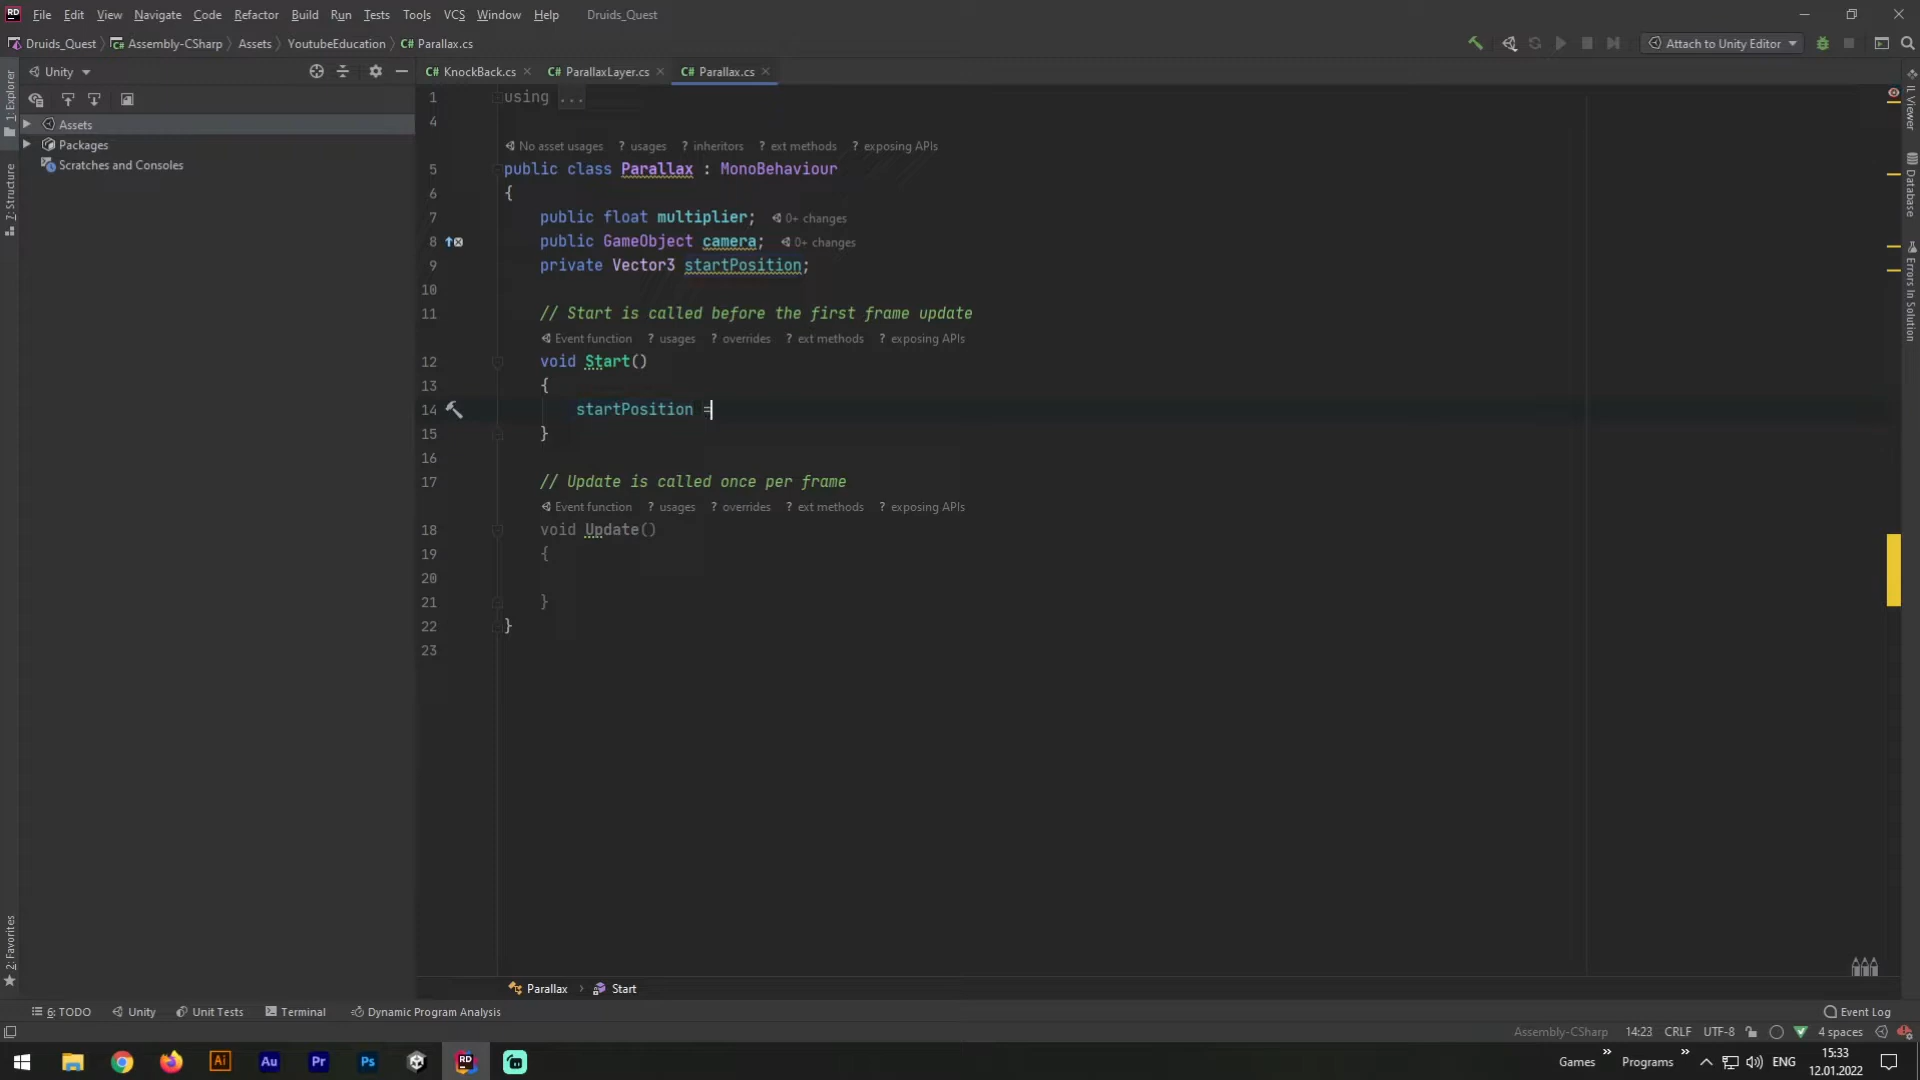 RD File Edit View Navigate Code Refactor Build Run Tests Tools VCS Window Help Druids_Quest
Druids_Quest Assembly-CSharp Assets YoutubeEducation C# Parallax.cs Attach to Unity Editor
Unity
C# KnockBack.cs C# ParallaxLayer.cs C# Parallax.cs
1: Explorer
7: Structure
2: Favorites
Assets
Packages
Scratches and Consoles
1 using ...
4
No asset usages ? usages ? inheritors ? ext methods ? exposing APIs
5 public class Parallax : MonoBehaviour
6 {
7 public float multiplier; 0+ changes
8 public GameObject camera; 0+ changes
9 private Vector3 startPosition;
10
11 // Start is called before the first frame update
Event function ? usages ? overrides ? ext methods ? exposing APIs
12 void Start()
13 {
14 startPosition =
15 }
16
17 // Update is called once per frame
Event function ? usages ? overrides ? ext methods ? exposing APIs
18 void Update()
19 {
20
21 }
22 }
23
IL Viewer
Database
Errors In Solution
Parallax Start
6: TODO Unity Unit Tests Terminal Dynamic Program Analysis Event Log
Assembly-CSharp 14:23 CRLF UTF-8 4 spaces
Ai Au Pr Ps RD Games » Programs » ENG 15:33
12.01.2022